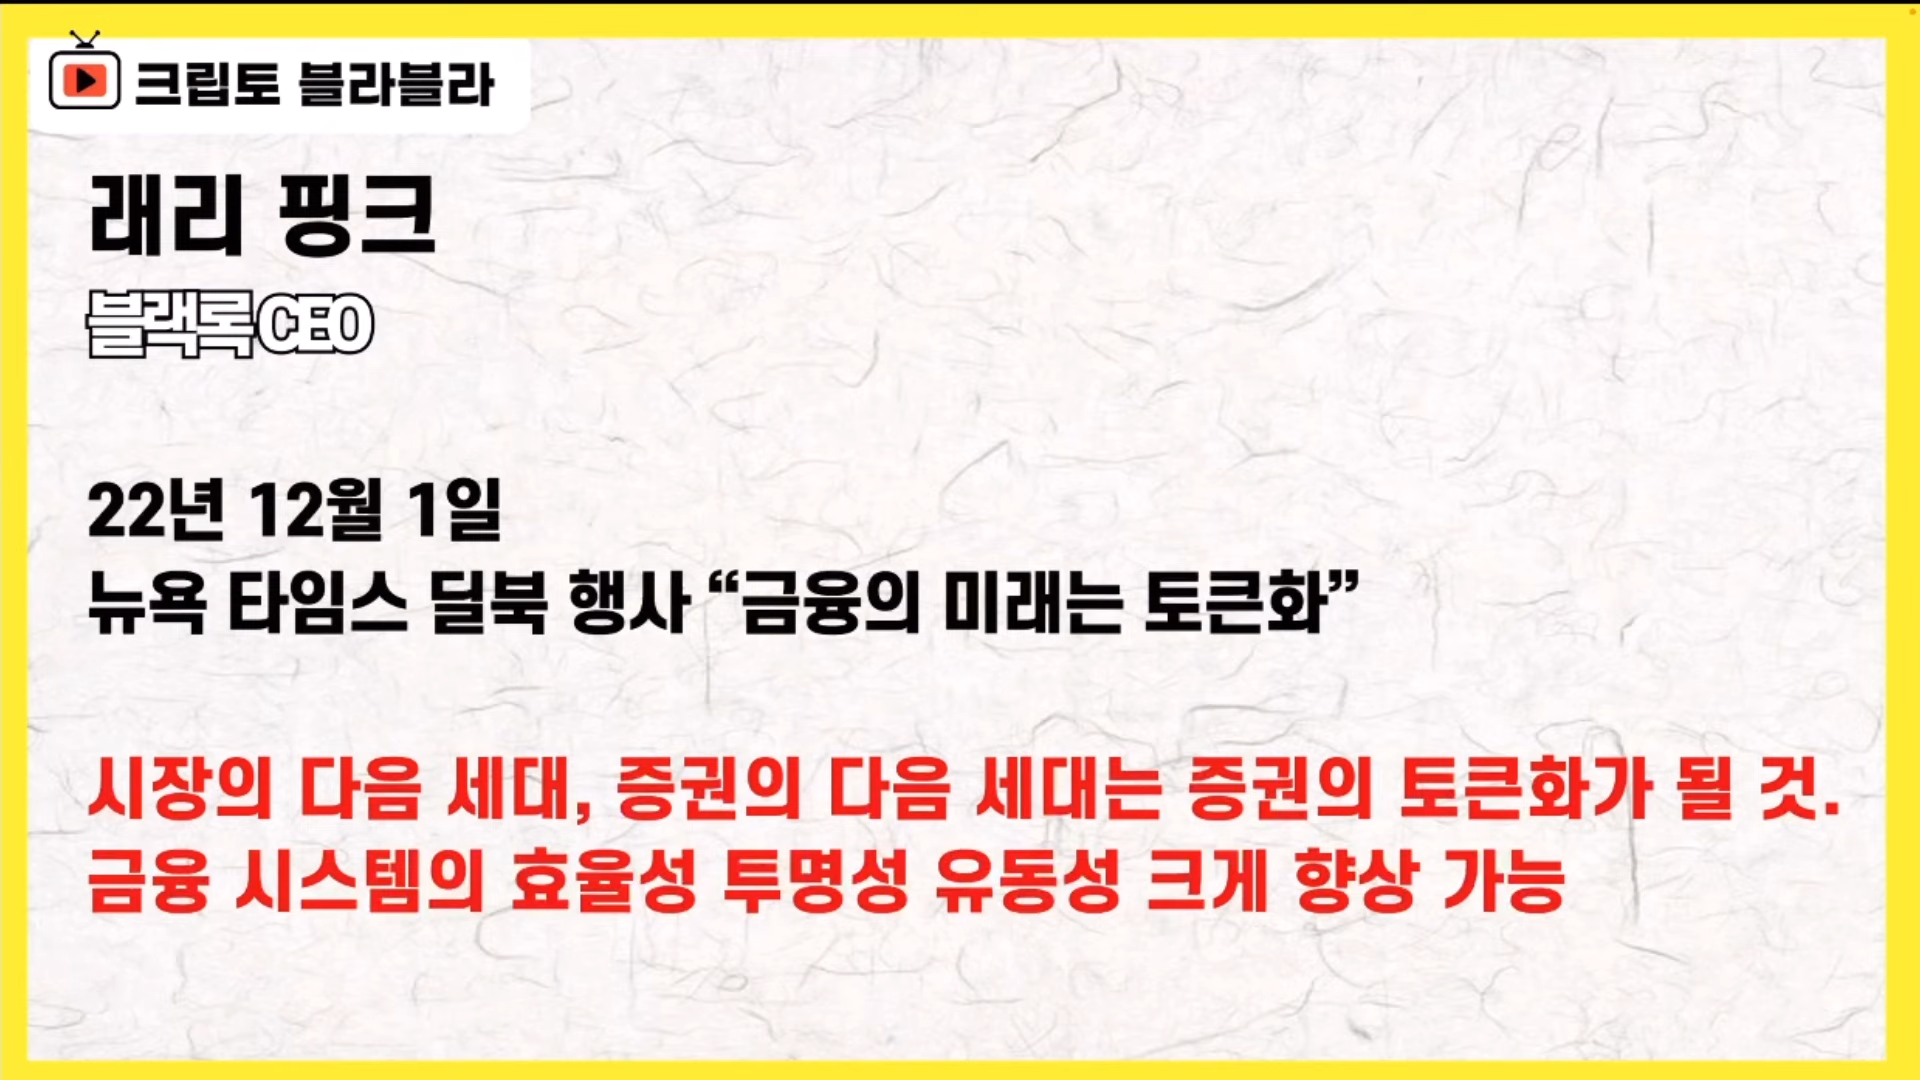 크립토 블라블라
래리 핑크
블랙록 CEO
22년 12월 1일
뉴욕 타임스 딜북 행사 “금융의 미래는 토큰화”
시장의 다음 세대, 증권의 다음 세대는 증권의 토큰화가 될 것.
금융 시스템의 효율성 투명성 유동성 크게 향상 가능